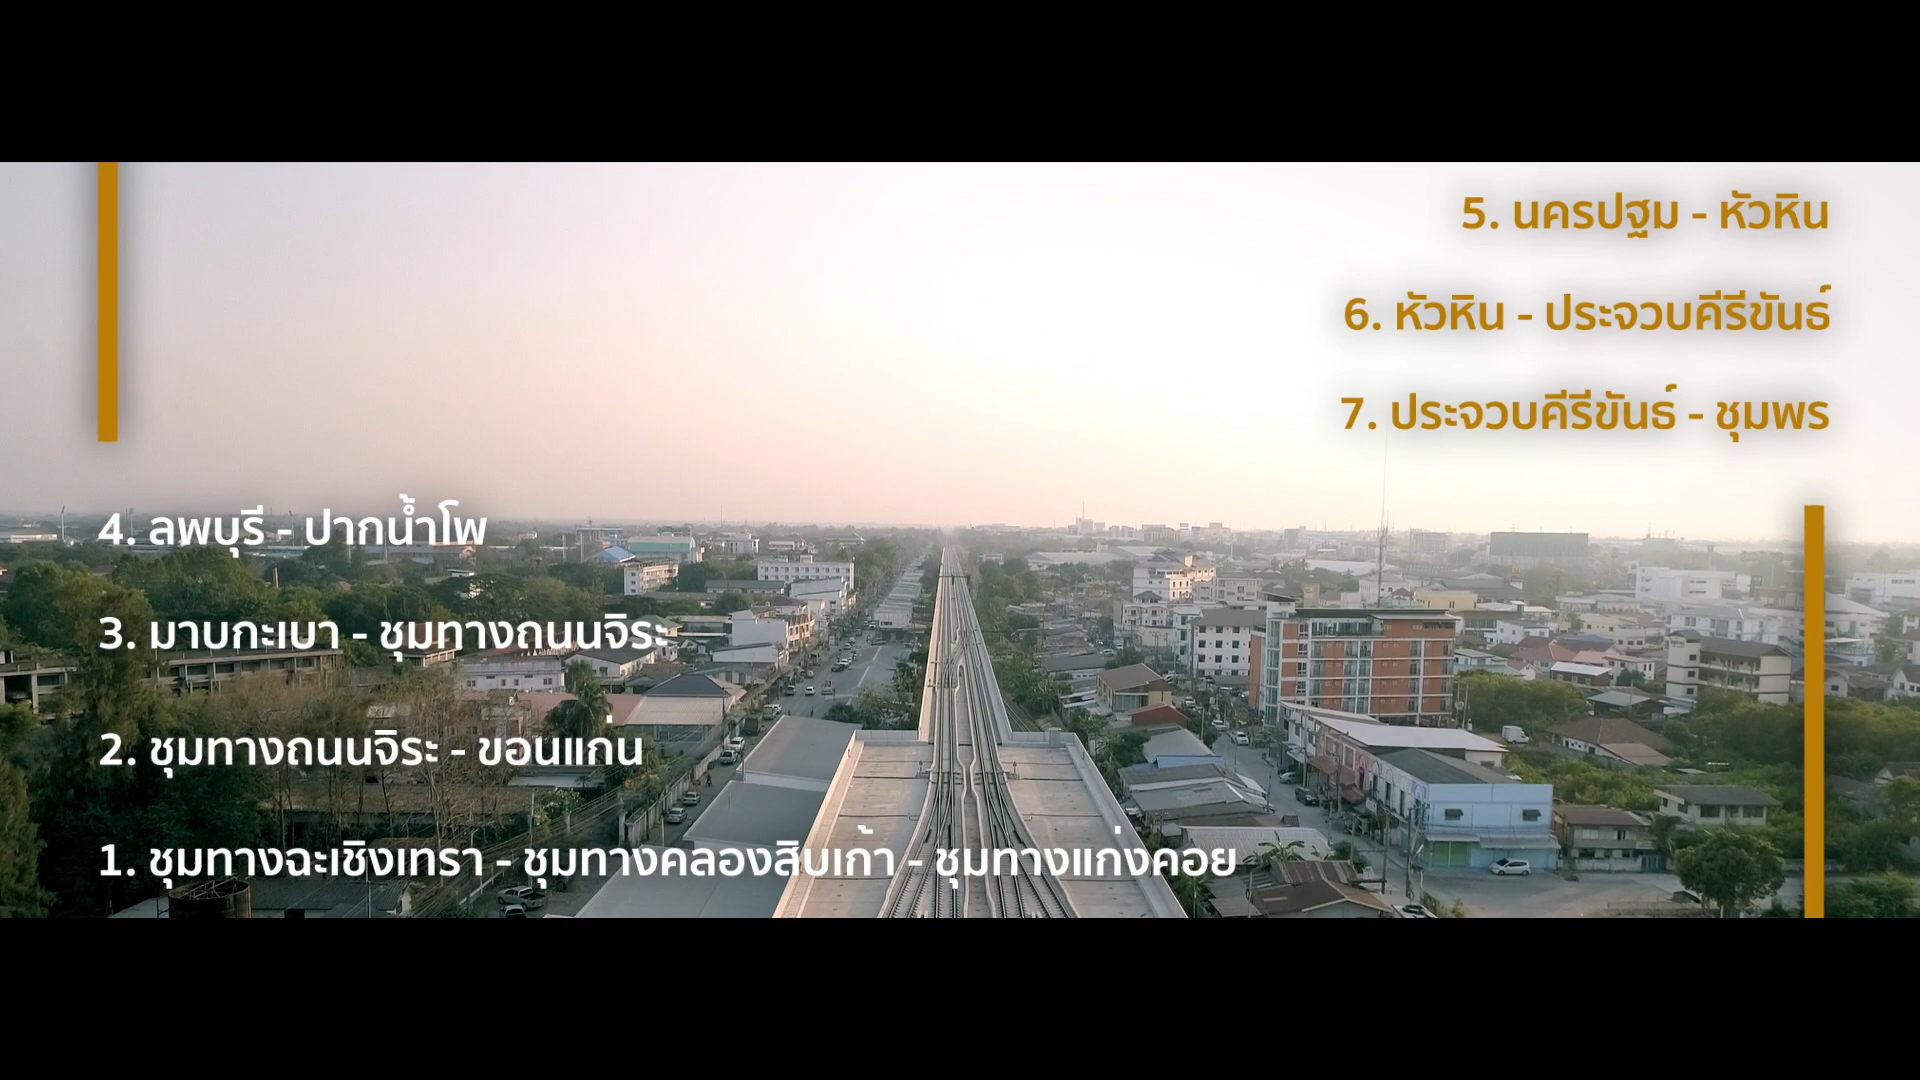 5. นครปฐม - หัวหิน
6. หัวหิน - ประจวบคีรีขันธ์
7. ประจวบคีรีขันธ์ - ชุมพร
4. ลพบุรี - ปากน้ำโพ
3. มาบกะเบา - ชุมทางถนนจิระ
2. ชุมทางถนนจิระ - ขอนแกน
1. ชุมทางฉะเชิงเทรา - ชุมทางคลองสิบเก้า - ชุมทางแก่งคอย